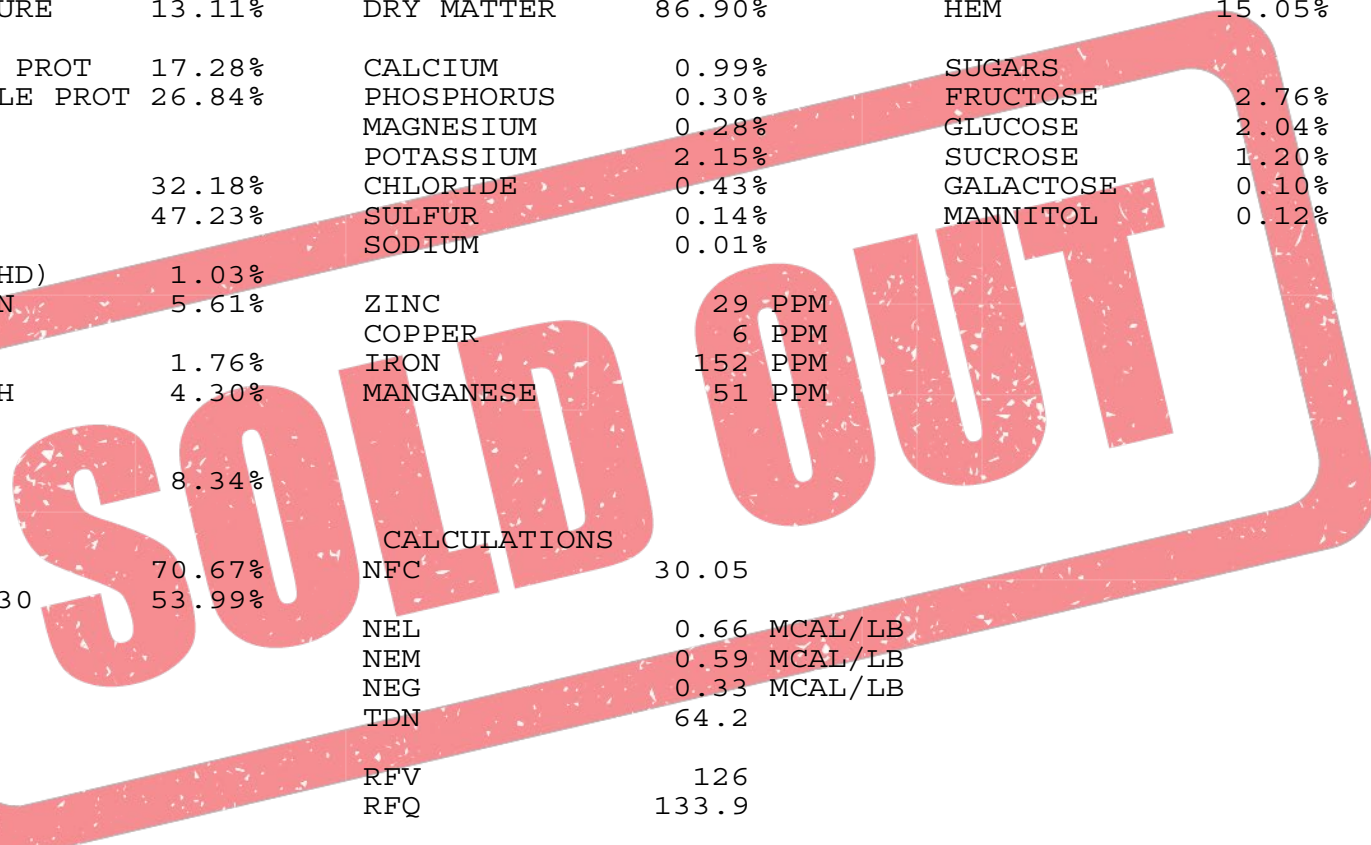 URE 13.11% DRY MATTER 86.90% HEM 15.05%
PROT 17.28% CALCIUM 0.99% SUGARS
LE PROT 26.84% PHOSPHORUS 0.30% FRUCTOSE 2.76%
MAGNESIUM 0.28% GLUCOSE 2.04%
POTASSIUM 2.15% SUCROSE 1.20%
32.18% CHLORIDE 0.43% GALACTOSE 0.10%
47.23% SULFUR 0.14% MANNITOL 0.12%
SODIUM 0.01%
HD) 1.03%
N 5.61% ZINC 29 PPM
COPPER 6 PPM
1.76% IRON 152 PPM
H 4.30% MANGANESE 51 PPM
8.34%
CALCULATIONS
70.67% NFC 30.05
30 53.99%
NEL 0.66 MCAL/LB
NEM 0.59 MCAL/LB
NEG 0.33 MCAL/LB
TDN 64.2
RFV 126
RFQ 133.9
SOLD OUT